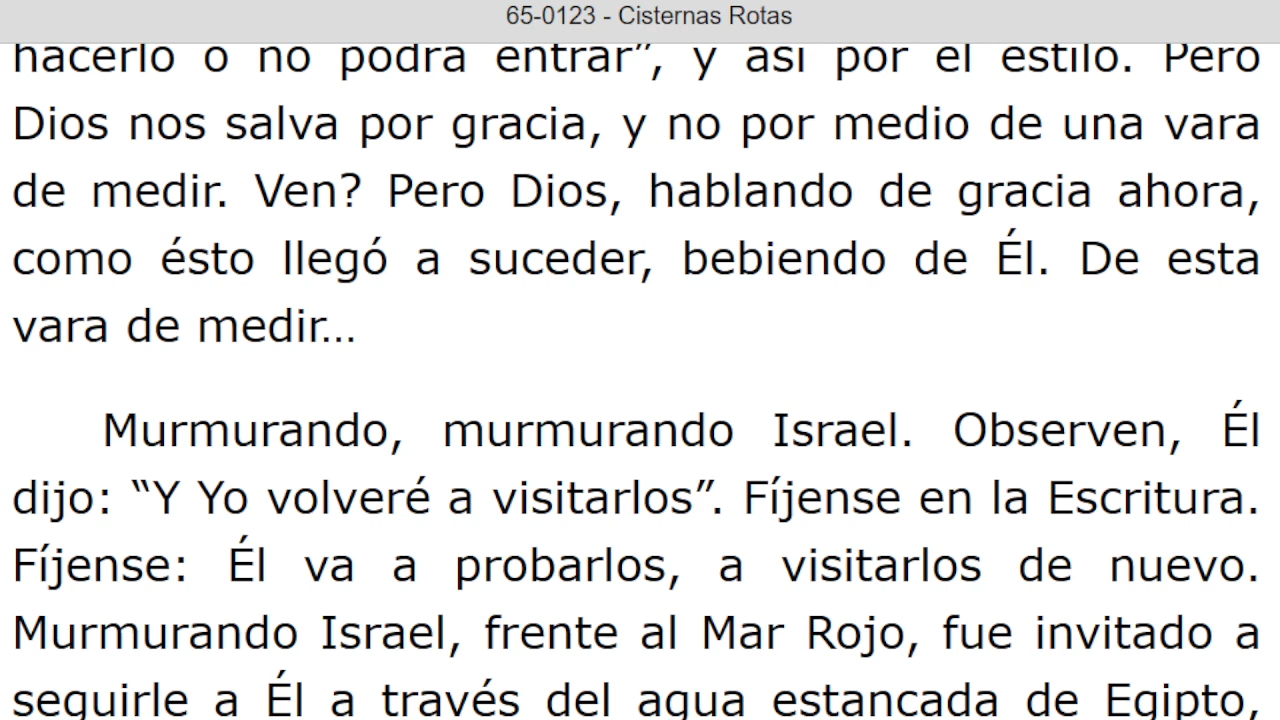 65-0123 - Cisternas Rotas
hacerlo o no podrá entrar”, y así por el estilo. Pero
Dios nos salva por gracia, y no por medio de una vara
de medir. Ven? Pero Dios, hablando de gracia ahora,
como ésto llegó a suceder, bebiendo de Él. De esta
vara de medir…
Murmurando, murmurando Israel. Observen, Él
dijo: “Y Yo volveré a visitarlos”. Fíjense en la Escritura.
Fíjense: Él va a probarlos, a visitarlos de nuevo.
Murmurando Israel, frente al Mar Rojo, fue invitado a
seguirle a Él a través del agua estancada de Egipto,